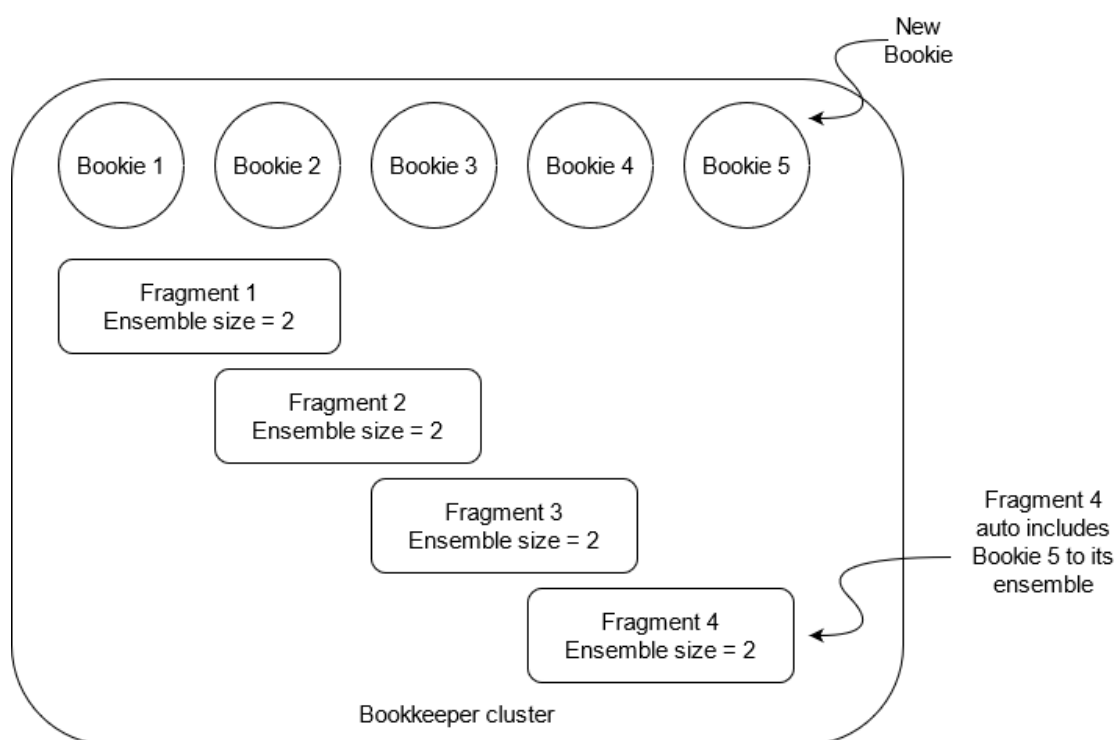 New
Bookie
Bookie 1
Bookie 2
Bookie 3
Bookie 4
Bookie 5
Fragment 1
Ensemble size = 2
Fragment 2
Ensemble size = 2
Fragment 3
Ensemble size = 2
Fragment 4
auto includes
Bookie 5 to its
ensemble
Fragment 4
Ensemble size = 2
Bookkeeper cluster